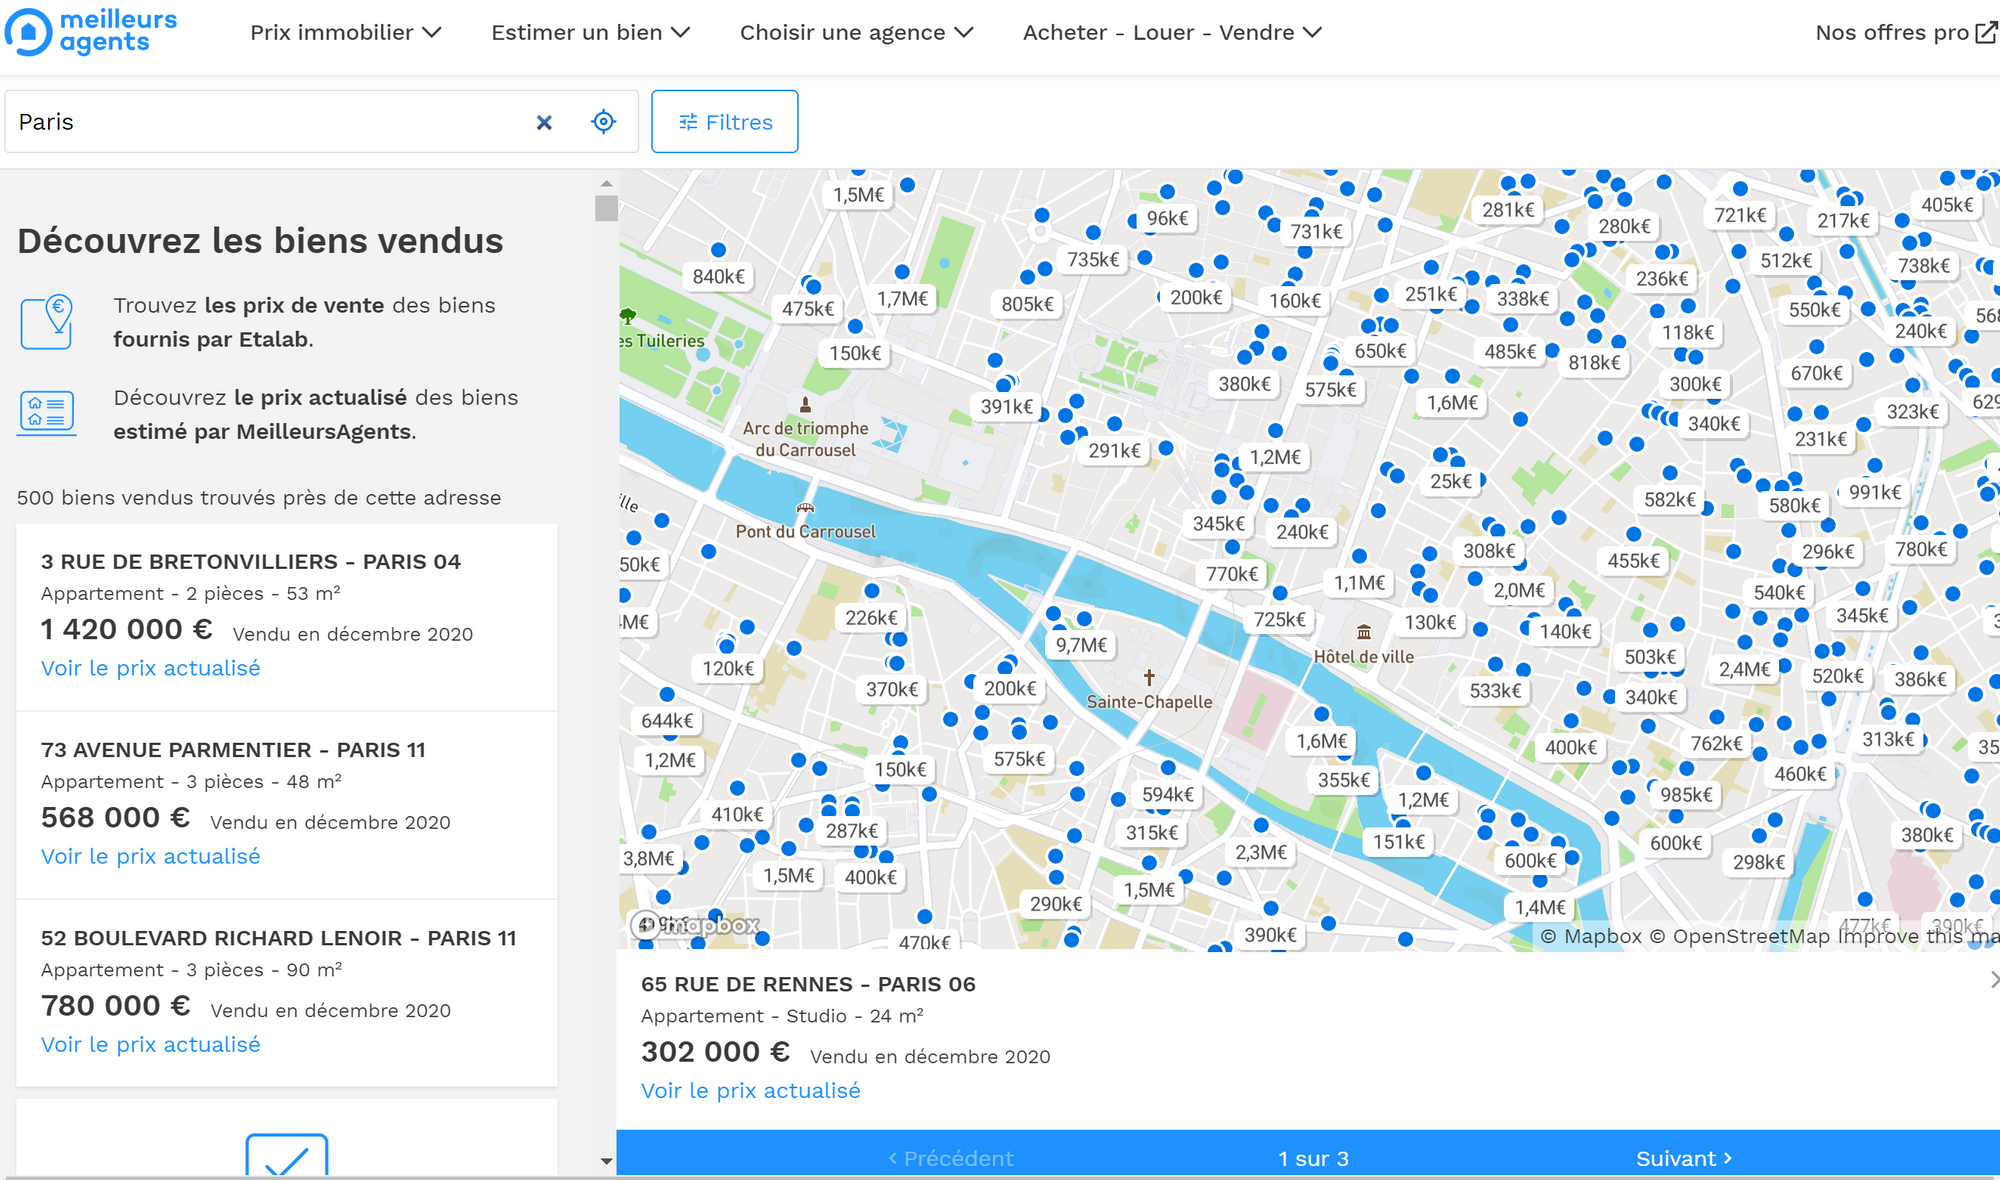 meilleurs
agents
Prix immobilier
Estimer un bien
Choisir une agence
Acheter - Louer - Vendre
Nos offres pro
Paris
Filtres
Découvrez les biens vendus
Trouvez les prix de vente des biens
fournis par Etalab.
Découvrez le prix actualisé des biens
estimé par MeilleursAgents.
500 biens vendus trouvés près de cette adresse
3 RUE DE BRETONVILLIERS - PARIS 04
Appartement - 2 pièces - 53 m²
1 420 000 € Vendu en décembre 2020
Voir le prix actualisé
73 AVENUE PARMENTIER - PARIS 11
Appartement - 3 pièces - 48 m²
568 000 € Vendu en décembre 2020
Voir le prix actualisé
52 BOULEVARD RICHARD LENOIR - PARIS 11
Appartement - 3 pièces - 90 m²
780 000 € Vendu en décembre 2020
Voir le prix actualisé
1,5M€
96k€
731k€
281k€
280k€
721k€
217k€
405k€
840k€
735k€
512k€
738k€
475k€
1,7M€
805k€
200k€
160k€
251k€
338k€
236k€
550k€
568
es Tuileries
150k€
650k€
485k€
818k€
118k€
240k€
391k€
380k€
575k€
1,6M€
300k€
670k€
323k€
629
Arc de triomphe
du Carrousel
291k€
1,2M€
340k€
231k€
25k€
582k€
580k€
991k€
ille
Pont du Carrousel
345k€
240k€
308k€
455k€
296k€
780k€
50k€
770k€
1,1M€
2,0M€
540k€
345k€
M€
226k€
725k€
130k€
140k€
9,7M€
Hôtel de ville
503k€
2,4M€
520k€
386k€
120k€
370k€
200k€
Sainte-Chapelle
533k€
340k€
644k€
1,6M€
400k€
762k€
313k€
35
1,2M€
150k€
575k€
355k€
460k€
410k€
594k€
1,2M€
985k€
287k€
315k€
151k€
600k€
380k€
3,8M€
1,5M€
400k€
2,3M€
600k€
298k€
290k€
1,5M€
1,4M€
mapbox
470k€
390k€
477k€
390k€
© Mapbox © OpenStreetMap Improve this ma
65 RUE DE RENNES - PARIS 06
Appartement - Studio - 24 m²
302 000 € Vendu en décembre 2020
Voir le prix actualisé
Précédent
1 sur 3
Suivant